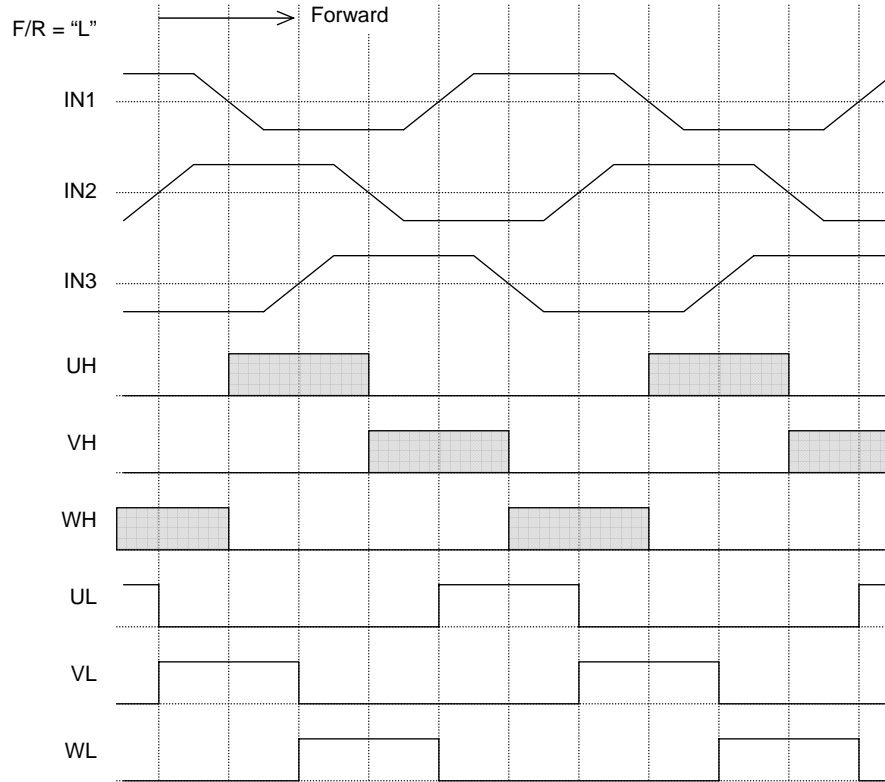 Forward
F/R = “L”
IN1
IN2
IN3
UH
VH
WH
UL
VL
WL